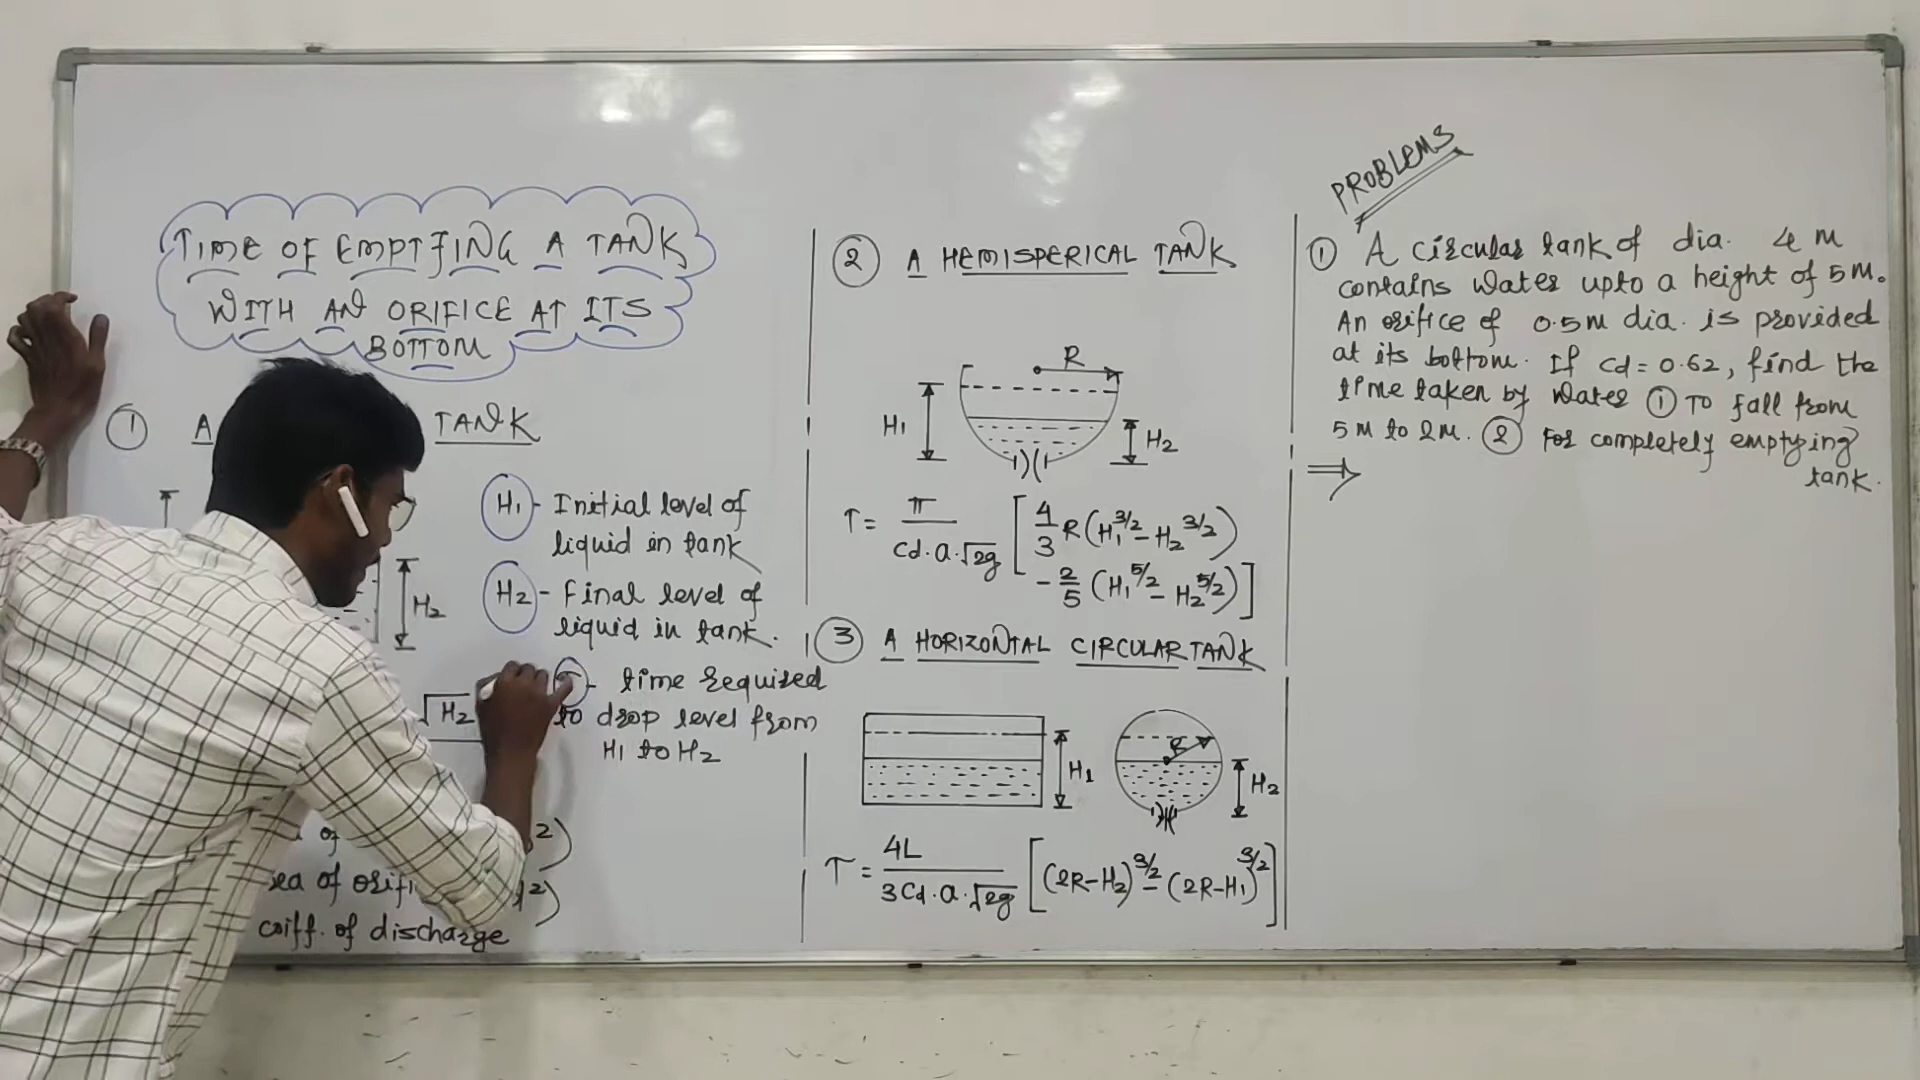 TIME OF EMPTYING A TANK
WITH AN ORIFICE AT ITS
BOTTOM
① A TANK
H₂
H₁ - Initial level of
liquid in tank
H₂ - Final level of
liquid in tank.
T - time required
to drop level from
H₁ to H₂
√H₂
of 2)
of orifi 2)
coiff. of discharge
② A HEMISPERICAL TANK
R
H₁
H₂
T = π / Cd.a.√2g [ 4/3 R (H₁^3/2 - H₂^3/2)
- 2/5 (H₁^5/2 - H₂^5/2) ]
③ A HORIZONTAL CIRCULAR TANK
R
H₁
H₂
T = 4L / 3Cd.a.√2g [ (2R-H₂)^3/2 - (2R-H₁)^3/2 ]
PROBLEMS
① A circular tank of dia. 4 M
contains water upto a height of 5M.
An orifice of 0.5M dia. is provided
at its bottom. If cd = 0.62, find the
time taken by water ① To fall from
5M to 2M. ② For completely emptying
tank.
⇒